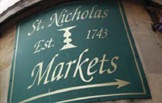 St. Nicholas
Est. 1743
Markets